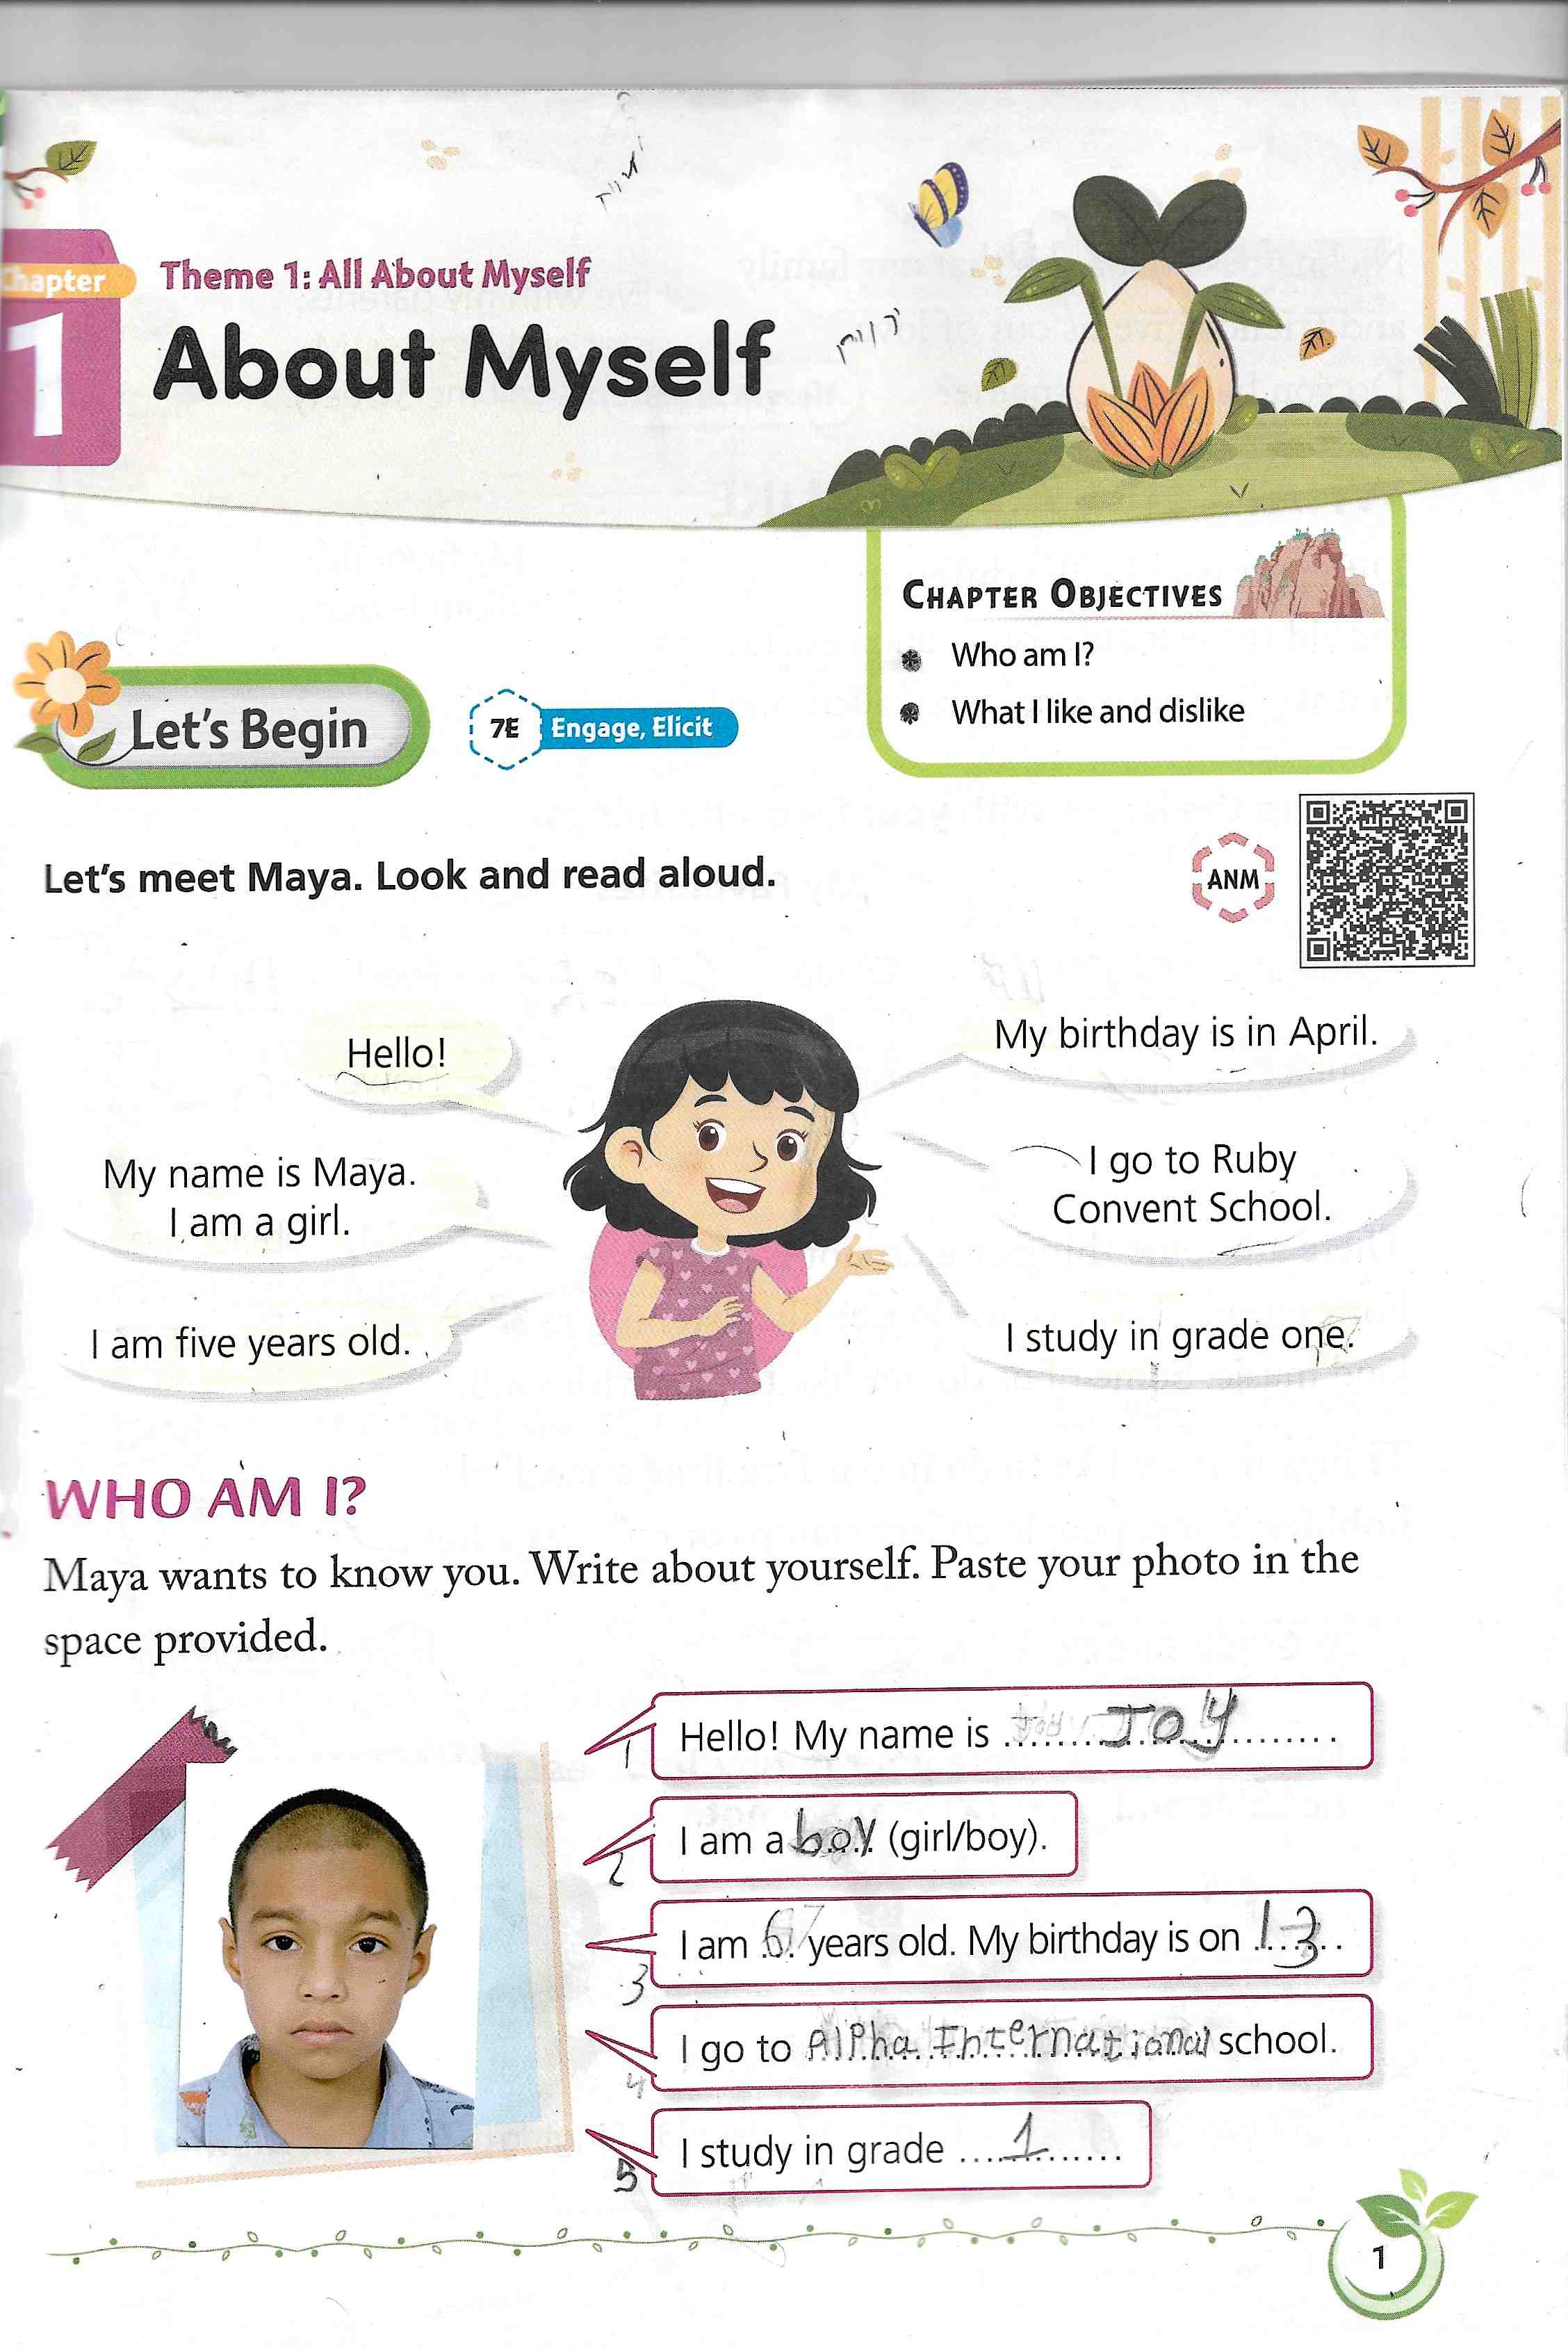 Chapter
1
Theme 1: All About Myself
About Myself
CHAPTER OBJECTIVES
Who am I?
What I like and dislike
Let's Begin
7E Engage, Elicit
Let's meet Maya. Look and read aloud.
ANM
Hello!
My name is Maya.
I am a girl.
I am five years old.
My birthday is in April.
I go to Ruby
Convent School.
I study in grade one.
WHO AM I?
Maya wants to know you. Write about yourself. Paste your photo in the
space provided.
1 Hello! My name is ........ Joy ........
2 I am a boy (girl/boy).
3 I am 6 years old. My birthday is on 13
4 I go to Alpha International school.
5 I study in grade ....1....
1